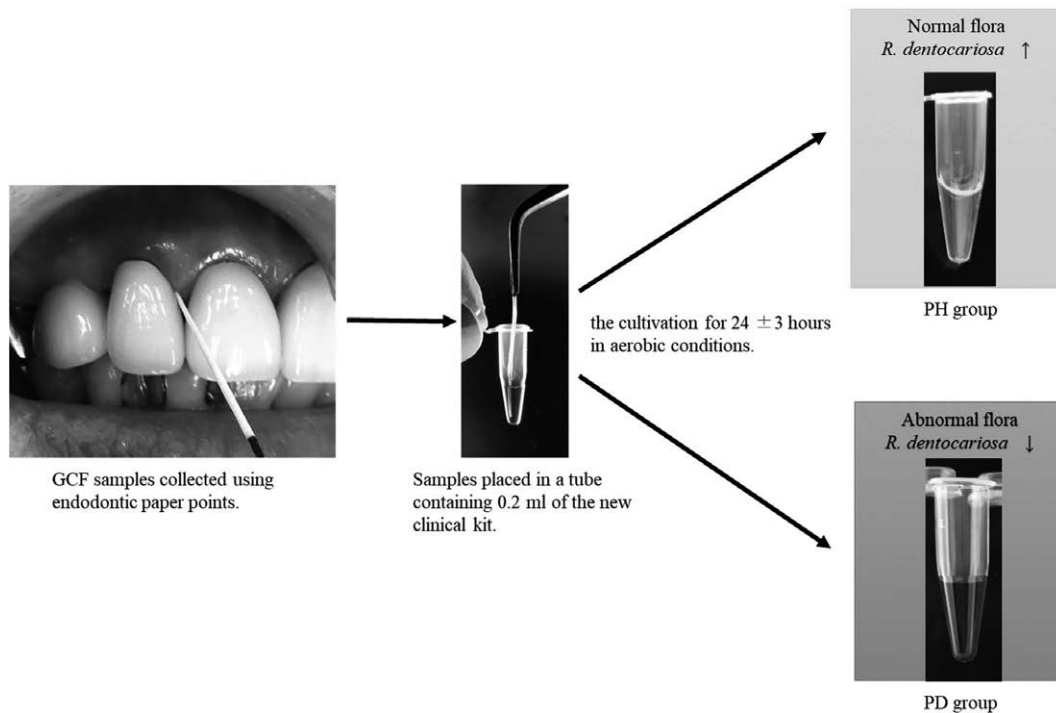 Normal flora
R. dentocariosa ↑
PH group
the cultivation for 24 ±3 hours
in aerobic conditions.
GCF samples collected using
endodontic paper points.
Samples placed in a tube
containing 0.2 ml of the new
clinical kit.
Abnormal flora
R. dentocariosa ↓
PD group